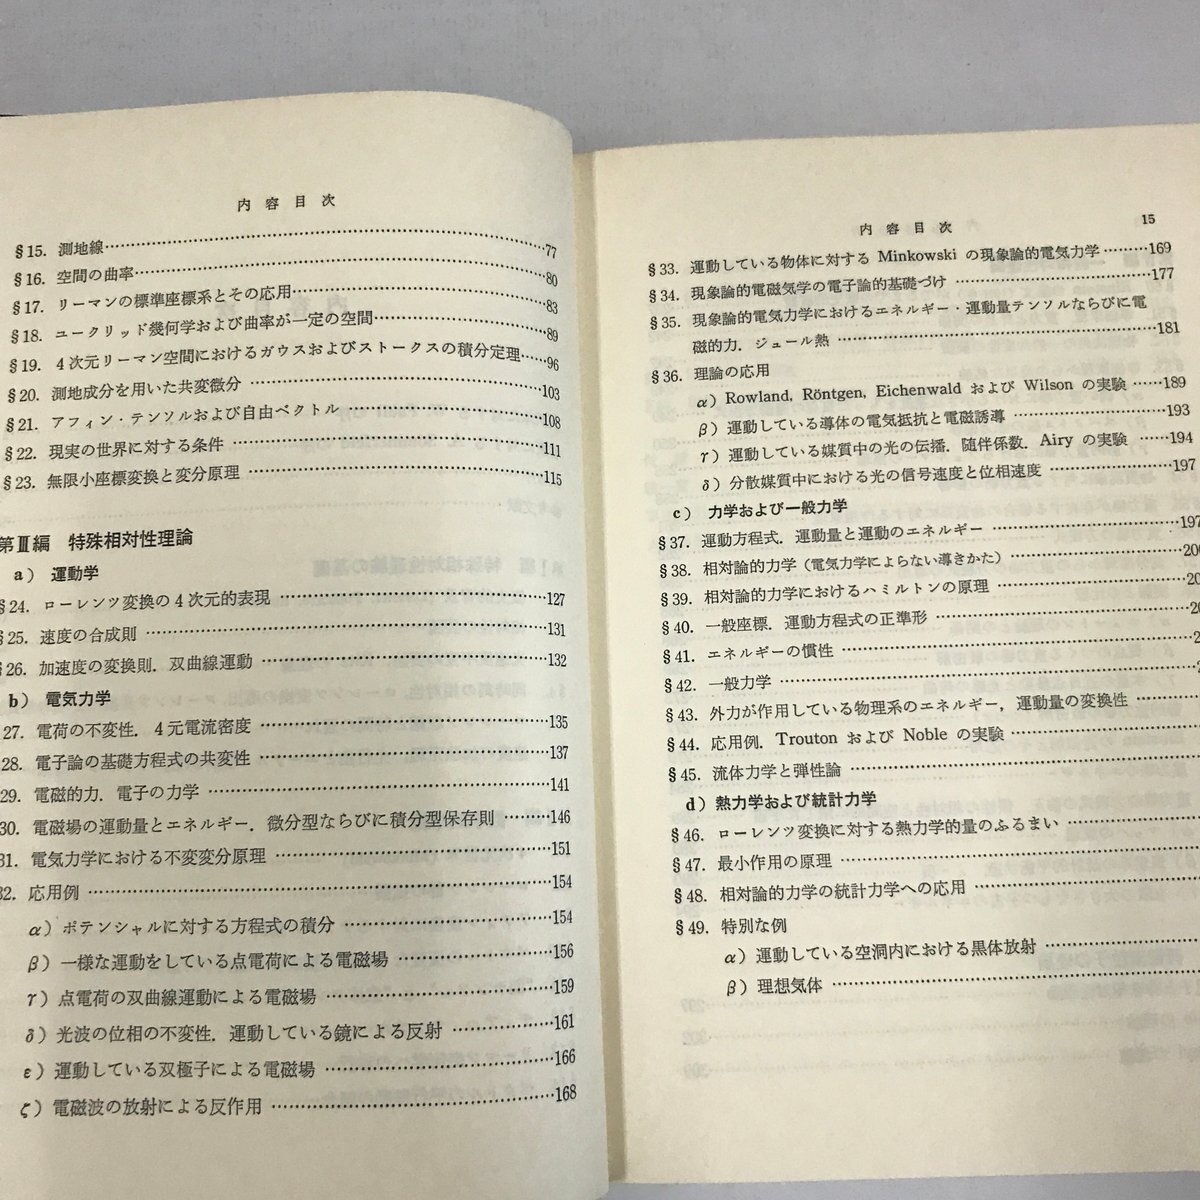 内容目次
§15. 測地線……77
§16. 空間の曲率……80
§17. リーマンの標準座標系とその応用……83
§18. ユークリッド幾何学および曲率が一定の空間……89
§19. 4次元リーマン空間におけるガウスおよびストークスの積分定理……96
§20. 測地成分を用いた共変微分……103
§21. アフィン・テンソルおよび自由ベクトル……108
§22. 現実の世界に対する条件……111
§23. 無限小座標変換と変分原理……115
第Ⅲ編 特殊相対性理論
a) 運動学
§24. ローレンツ変換の4次元的表現……127
§25. 速度の合成則……131
§26. 加速度の変換則．双曲線運動……132
b) 電気力学
27. 電荷の不変性．4元電流密度……135
28. 電子論の基礎方程式の共変性……137
29. 電磁的力．電子の力学……141
30. 電磁場の運動量とエネルギー．微分型ならびに積分型保存則……146
31. 電気力学における不変変分原理……151
32. 応用例……154
α) ポテンシャルに対する方程式の積分……154
β) 一様な運動をしている点電荷による電磁場……156
γ) 点電荷の双曲線運動による電磁場……159
δ) 光波の位相の不変性．運動している鏡による反射……161
ε) 運動している双極子による電磁場……166
ζ) 電磁波の放射による反作用……168
内容目次 15
§33. 運動している物体に対する Minkowski の現象論的電気力学……169
§34. 現象論的電磁気学の電子論的基礎づけ……177
§35. 現象論的電気力学におけるエネルギー・運動量テンソルならびに電
磁的力．ジュール熱……181
§36. 理論の応用
α) Rowland, Röntgen, Eichenwald および Wilson の実験……189
β) 運動している導体の電気抵抗と電磁誘導……193
γ) 運動している媒質中の光の伝播．随伴係数．Airy の実験……194
δ) 分散媒質中における光の信号速度と位相速度……197
c) 力学および一般力学
§37. 運動方程式．運動量と運動のエネルギー……197
§38. 相対論的力学（電気力学によらない導きかた）……200
§39. 相対論的力学におけるハミルトンの原理……20
§40. 一般座標．運動方程式の正準形……20
§41. エネルギーの慣性……2
§42. 一般力学……
§43. 外力が作用している物理系のエネルギー，運動量の変換性……
§44. 応用例．Trouton および Noble の実験……
§45. 流体力学と弾性論……
d) 熱力学および統計力学
§46. ローレンツ変換に対する熱力学的量のふるまい……
§47. 最小作用の原理……
§48. 相対論的力学の統計力学への応用……
§49. 特別な例
α) 運動している空洞内における黒体放射……
β) 理想気体……